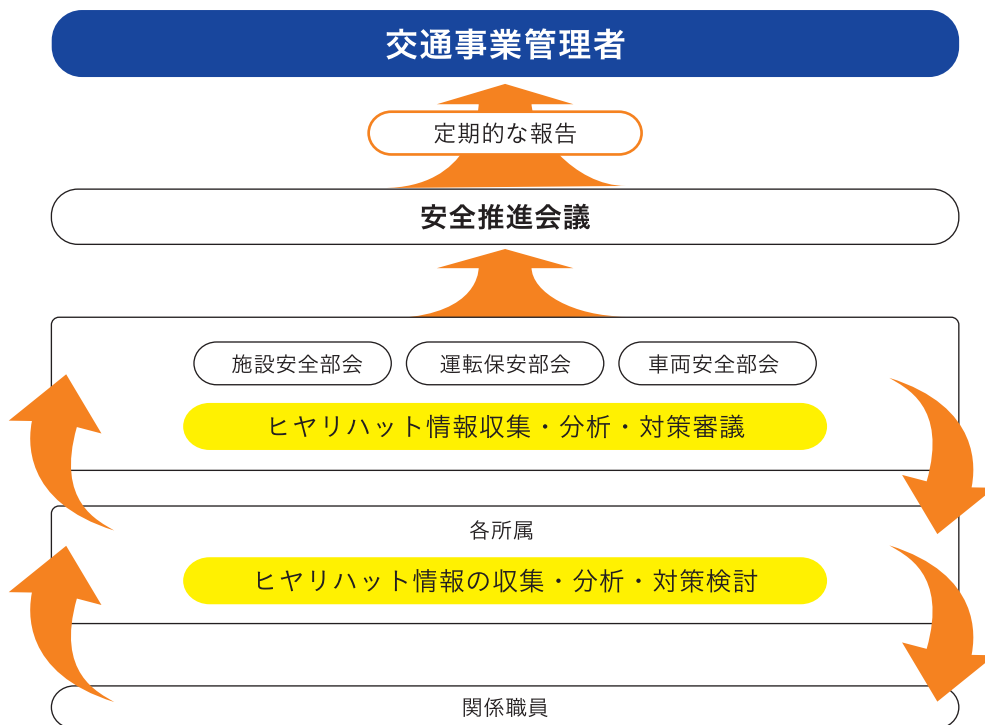 交通事業管理者
定期的な報告
安全推進会議
施設安全部会
運転保安部会
車両安全部会
ヒヤリハット情報収集・分析・対策審議
各所属
ヒヤリハット情報の収集・分析・対策検討
関係職員